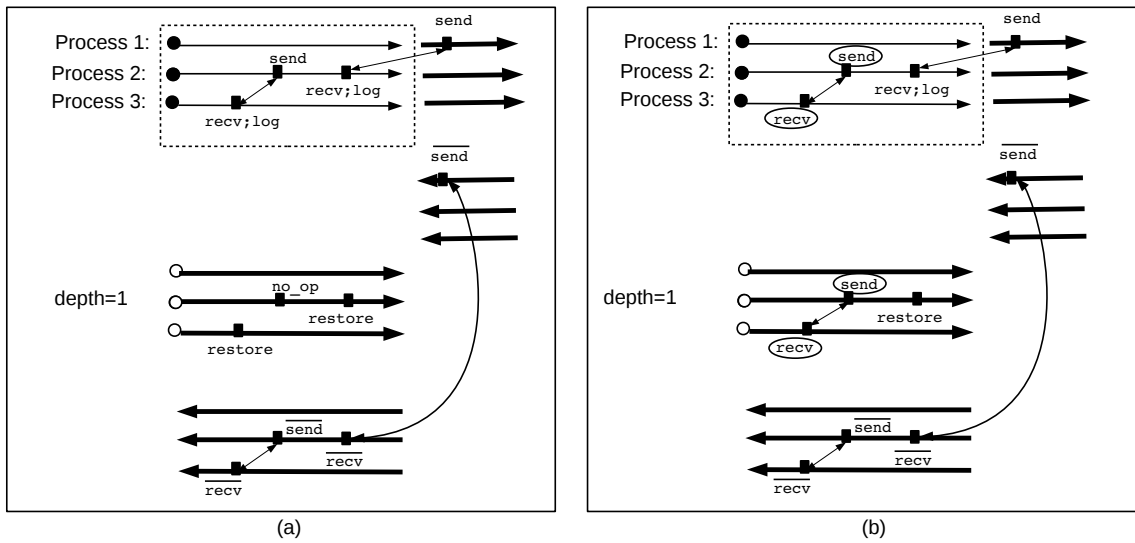 send
Process 1:
send
Process 2:
recv;log
Process 3:
recv;log
send
no_op
depth=1
restore
restore
send
recv
recv
(a)
send
Process 1:
send
Process 2:
recv;log
Process 3:
recv
send
send
depth=1
restore
recv
send
recv
recv
(b)